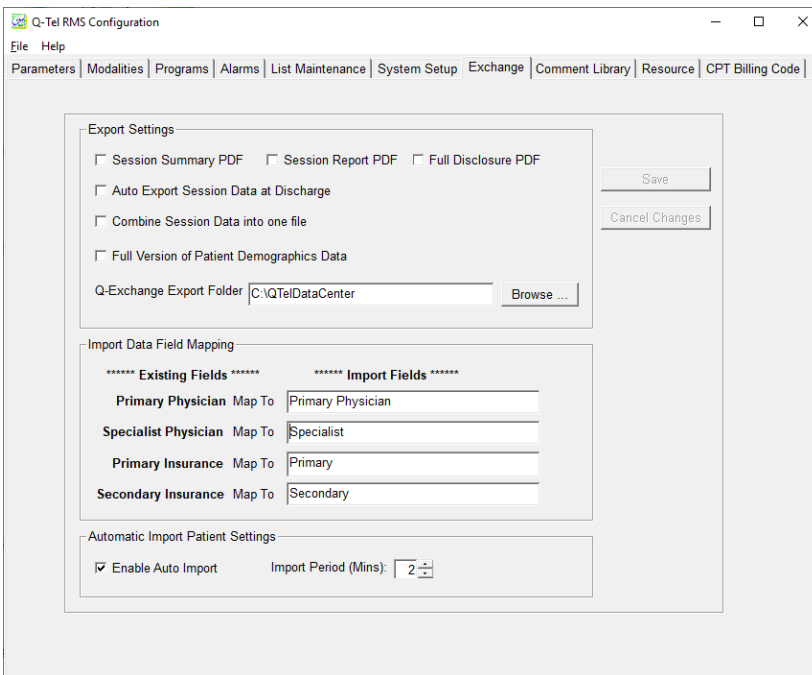 Q-Tel RMS Configuration
File Help
Parameters Modalities Programs Alarms List Maintenance System Setup Exchange Comment Library Resource CPT Billing Code
Export Settings
Session Summary PDF Session Report PDF Full Disclosure PDF
Auto Export Session Data at Discharge
Save
Combine Session Data into one file
Cancel Changes
Full Version of Patient Demographics Data
Q-Exchange Export Folder C:\QTelDataCenter Browse ...
Import Data Field Mapping
****** Existing Fields ****** ****** Import Fields ******
Primary Physician Map To Primary Physician
Specialist Physician Map To Specialist
Primary Insurance Map To Primary
Secondary Insurance Map To Secondary
Automatic Import Patient Settings
Enable Auto Import Import Period (Mins): 2